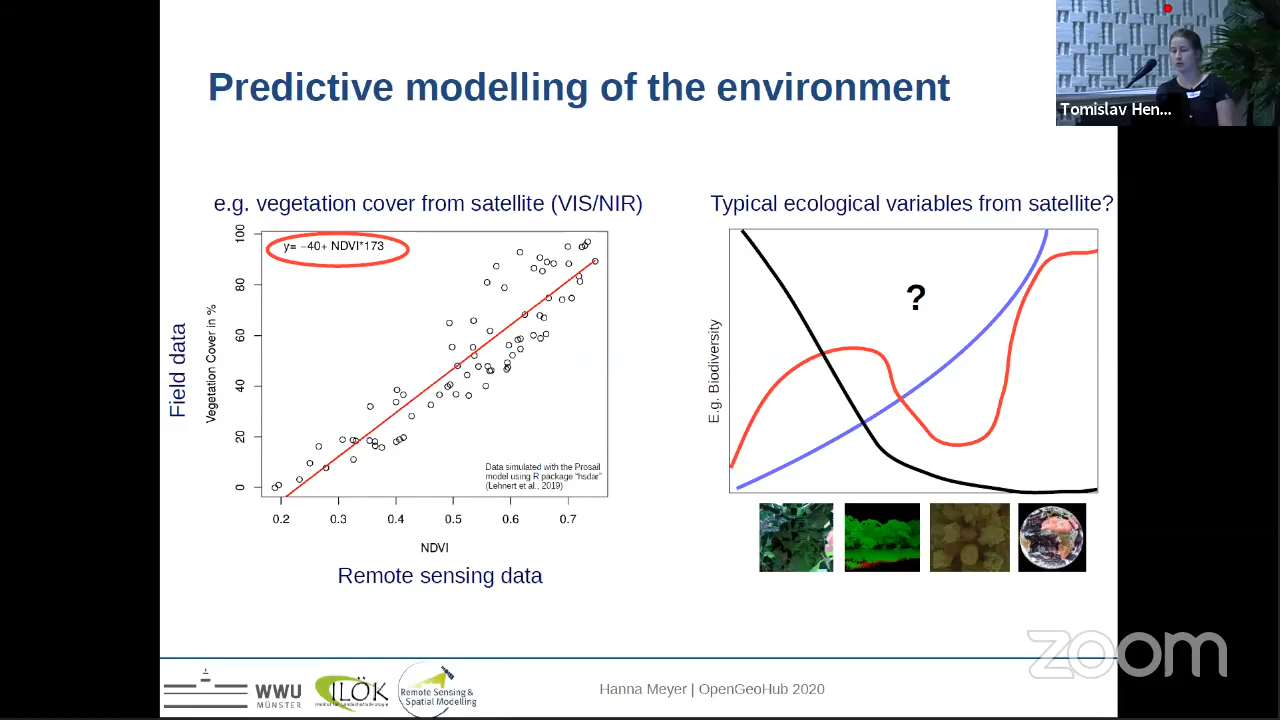 Predictive modelling of the environment
Tomislav Hen...
e.g. vegetation cover from satellite (VIS/NIR)
Typical ecological variables from satellite?
y= −40+ NDVI*173
100
80
60
40
20
0
Vegetation Cover in %
Field data
Data simulated with the Prosail
model using R package "hsdar"
(Lehnert et al., 2019)
0.2 0.3 0.4 0.5 0.6 0.7
NDVI
Remote sensing data
?
E.g. Biodiversity
zoom
WWU
MÜNSTER
ILÖK
Institut für Landschaftsökologie
Remote Sensing &
Spatial Modelling
Hanna Meyer | OpenGeoHub 2020